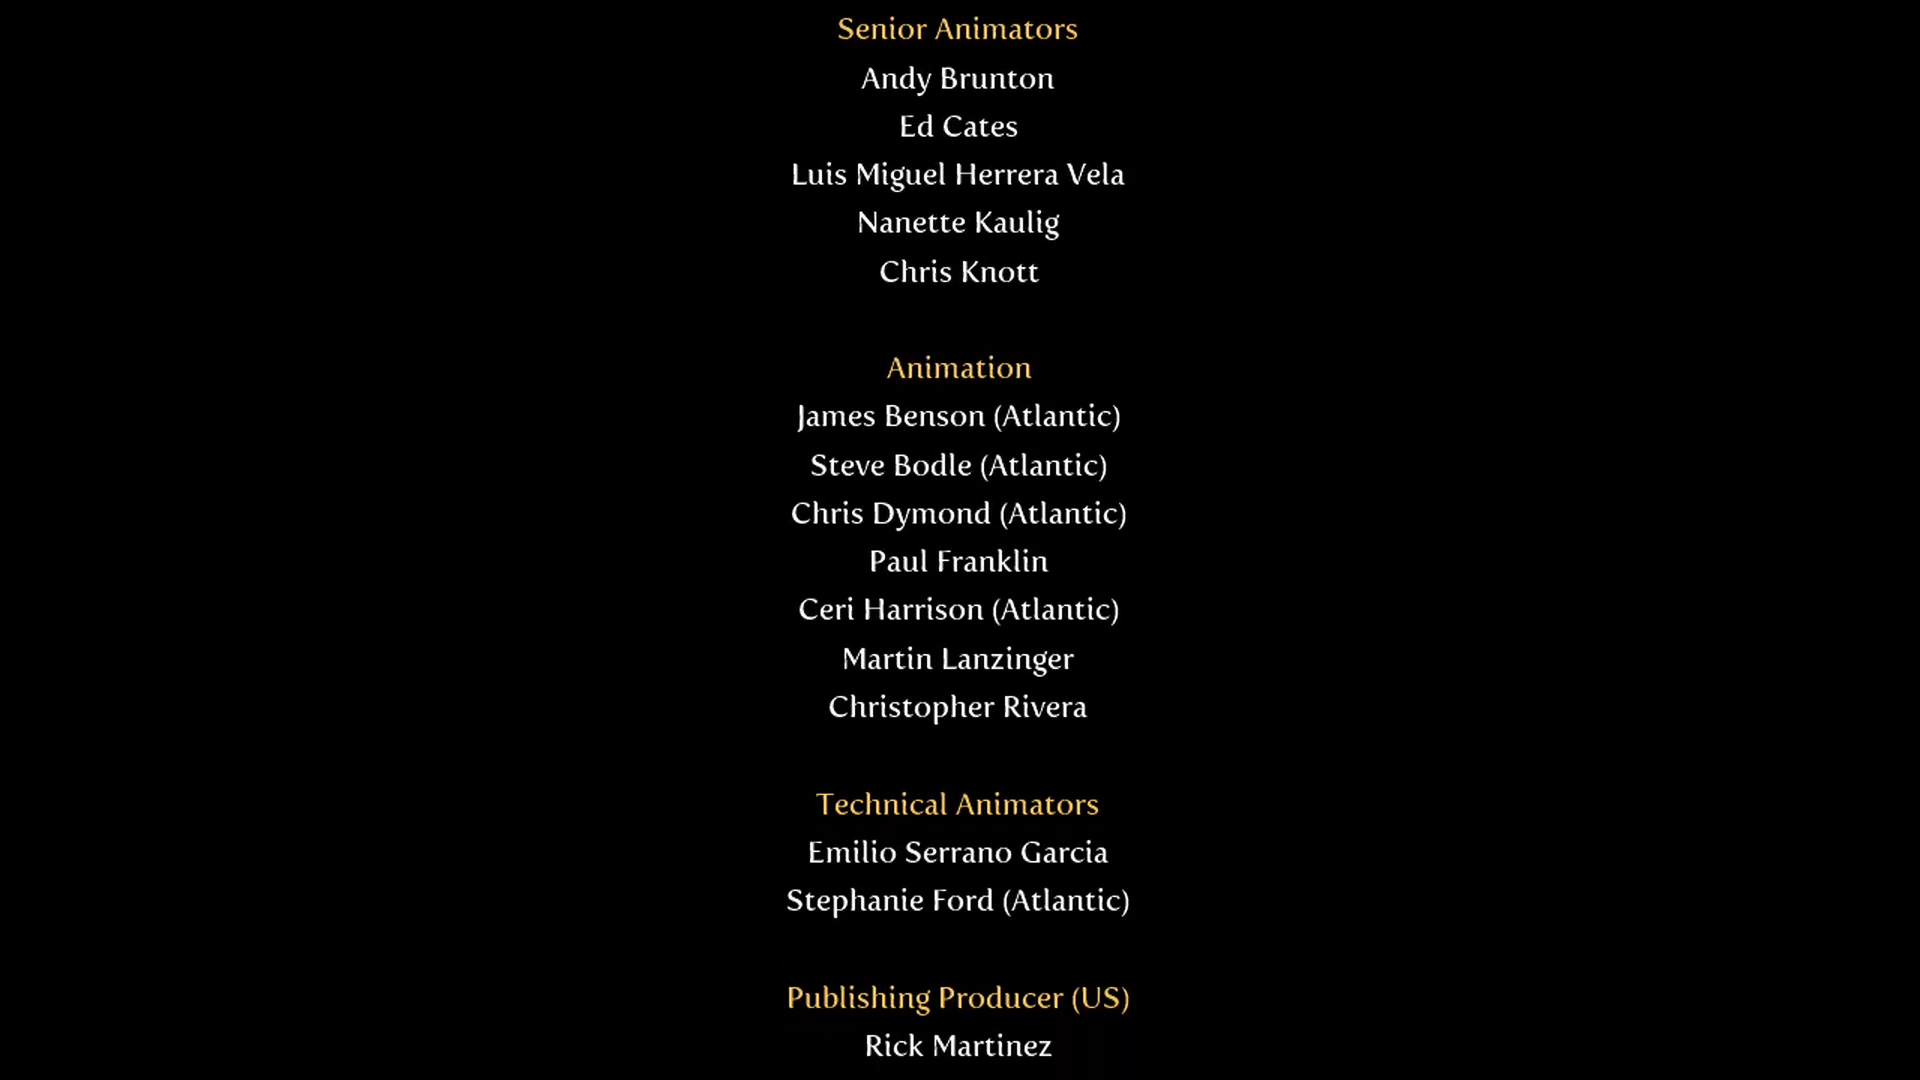 Senior Animators
Andy Brunton
Ed Cates
Luis Miguel Herrera Vela
Nanette Kaulig
Chris Knott
Animation
James Benson (Atlantic)
Steve Bodle (Atlantic)
Chris Dymond (Atlantic)
Paul Franklin
Ceri Harrison (Atlantic)
Martin Lanzinger
Christopher Rivera
Technical Animators
Emilio Serrano Garcia
Stephanie Ford (Atlantic)
Publishing Producer (US)
Rick Martinez